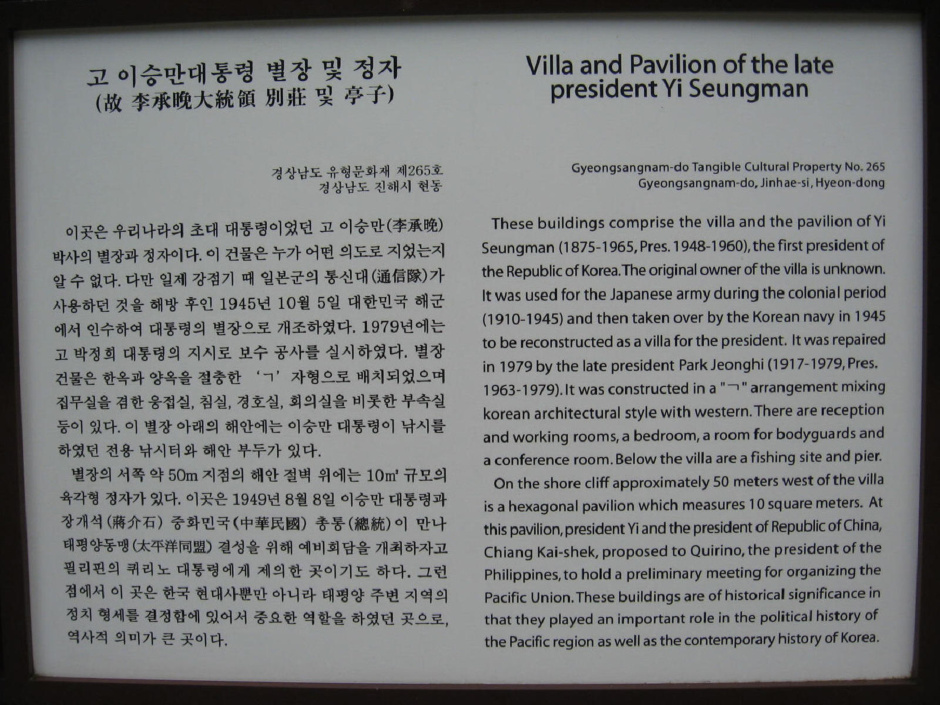 고 이승만대통령 별장 및 정자
(故 李承晩大統領 別莊 및 亭子)
경상남도 유형문화재 제265호
경상남도 진해시 현동
이곳은 우리나라의 초대 대통령이었던 고 이승만(李承晩)
박사의 별장과 정자이다. 이 건물은 누가 어떤 의도로 지었는지
알 수 없다. 다만 일제 강점기 때 일본군의 통신대(通信隊)가
사용하던 것을 해방 후인 1945년 10월 5일 대한민국 해군
에서 인수하여 대통령의 별장으로 개조하였다. 1979년에는
고 박정희 대통령의 지시로 보수 공사를 실시하였다. 별장
건물은 한옥과 양옥을 절충한 ‘ㄱ’ 자형으로 배치되었으며
집무실을 겸한 응접실, 침실, 경호실, 회의실을 비롯한 부속실
등이 있다. 이 별장 아래의 해안에는 이승만 대통령이 낚시를
하였던 전용 낚시터와 해안 부두가 있다.
별장의 서쪽 약 50m 지점의 해안 절벽 위에는 10㎡ 규모의
육각형 정자가 있다. 이곳은 1949년 8월 8일 이승만 대통령과
장개석(蔣介石) 중화민국(中華民國) 총통(總統)이 만나
태평양동맹(太平洋同盟) 결성을 위해 예비회담을 개최하자고
필리핀의 퀴리노 대통령에게 제의한 곳이기도 하다. 그런
점에서 이 곳은 한국 현대사뿐만 아니라 태평양 주변 지역의
정치 형세를 결정함에 있어서 중요한 역할을 하였던 곳으로,
역사적 의미가 큰 곳이다.
Villa and Pavilion of the late
president Yi Seungman
Gyeongsangnam-do Tangible Cultural Property No. 265
Gyeongsangnam-do, Jinhae-si, Hyeon-dong
These buildings comprise the villa and the pavilion of Yi
Seungman (1875-1965, Pres. 1948-1960), the first president of
the Republic of Korea. The original owner of the villa is unknown.
It was used for the Japanese army during the colonial period
(1910-1945) and then taken over by the Korean navy in 1945
to be reconstructed as a villa for the president. It was repaired
in 1979 by the late president Park Jeonghi (1917-1979, Pres.
1963-1979). It was constructed in a "ㄱ" arrangement mixing
korean architectural style with western. There are reception
and working rooms, a bedroom, a room for bodyguards and
a conference room. Below the villa are a fishing site and pier.
On the shore cliff approximately 50 meters west of the villa
is a hexagonal pavilion which measures 10 square meters. At
this pavilion, president Yi and the president of Republic of China,
Chiang Kai-shek, proposed to Quirino, the president of the
Philippines, to hold a preliminary meeting for organizing the
Pacific Union. These buildings are of historical significance in
that they played an important role in the political history of
the Pacific region as well as the contemporary history of Korea.